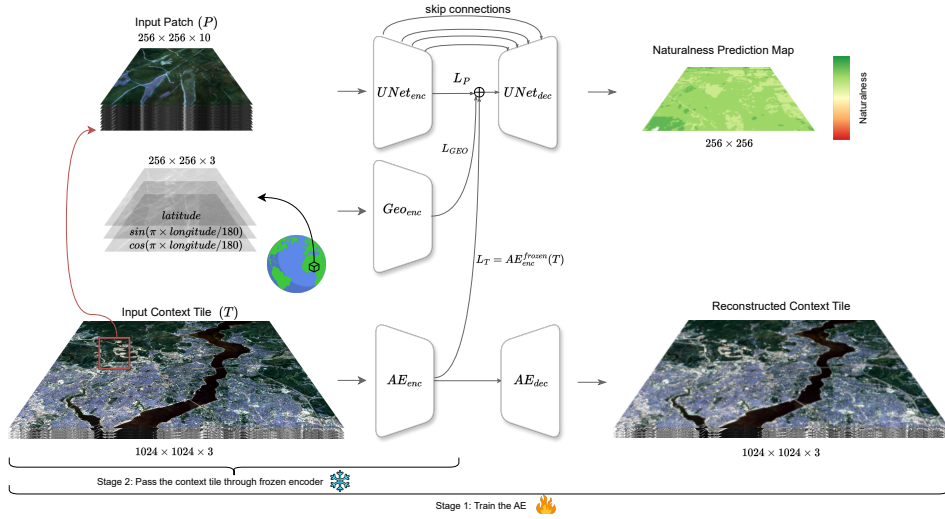 skip connections
Input Patch (P)
256 × 256 × 10
UNet_enc
L_P
UNet_dec
Naturalness Prediction Map
256 × 256
Naturalness
256 × 256 × 3
latitude
sin(π × longitude/180)
cos(π × longitude/180)
Geo_enc
L_GEO
L_T = AE_enc^frozen(T)
Input Context Tile (T)
1024 × 1024 × 3
AE_enc
AE_dec
Reconstructed Context Tile
1024 × 1024 × 3
Stage 2: Pass the context tile through frozen encoder
Stage 1: Train the AE